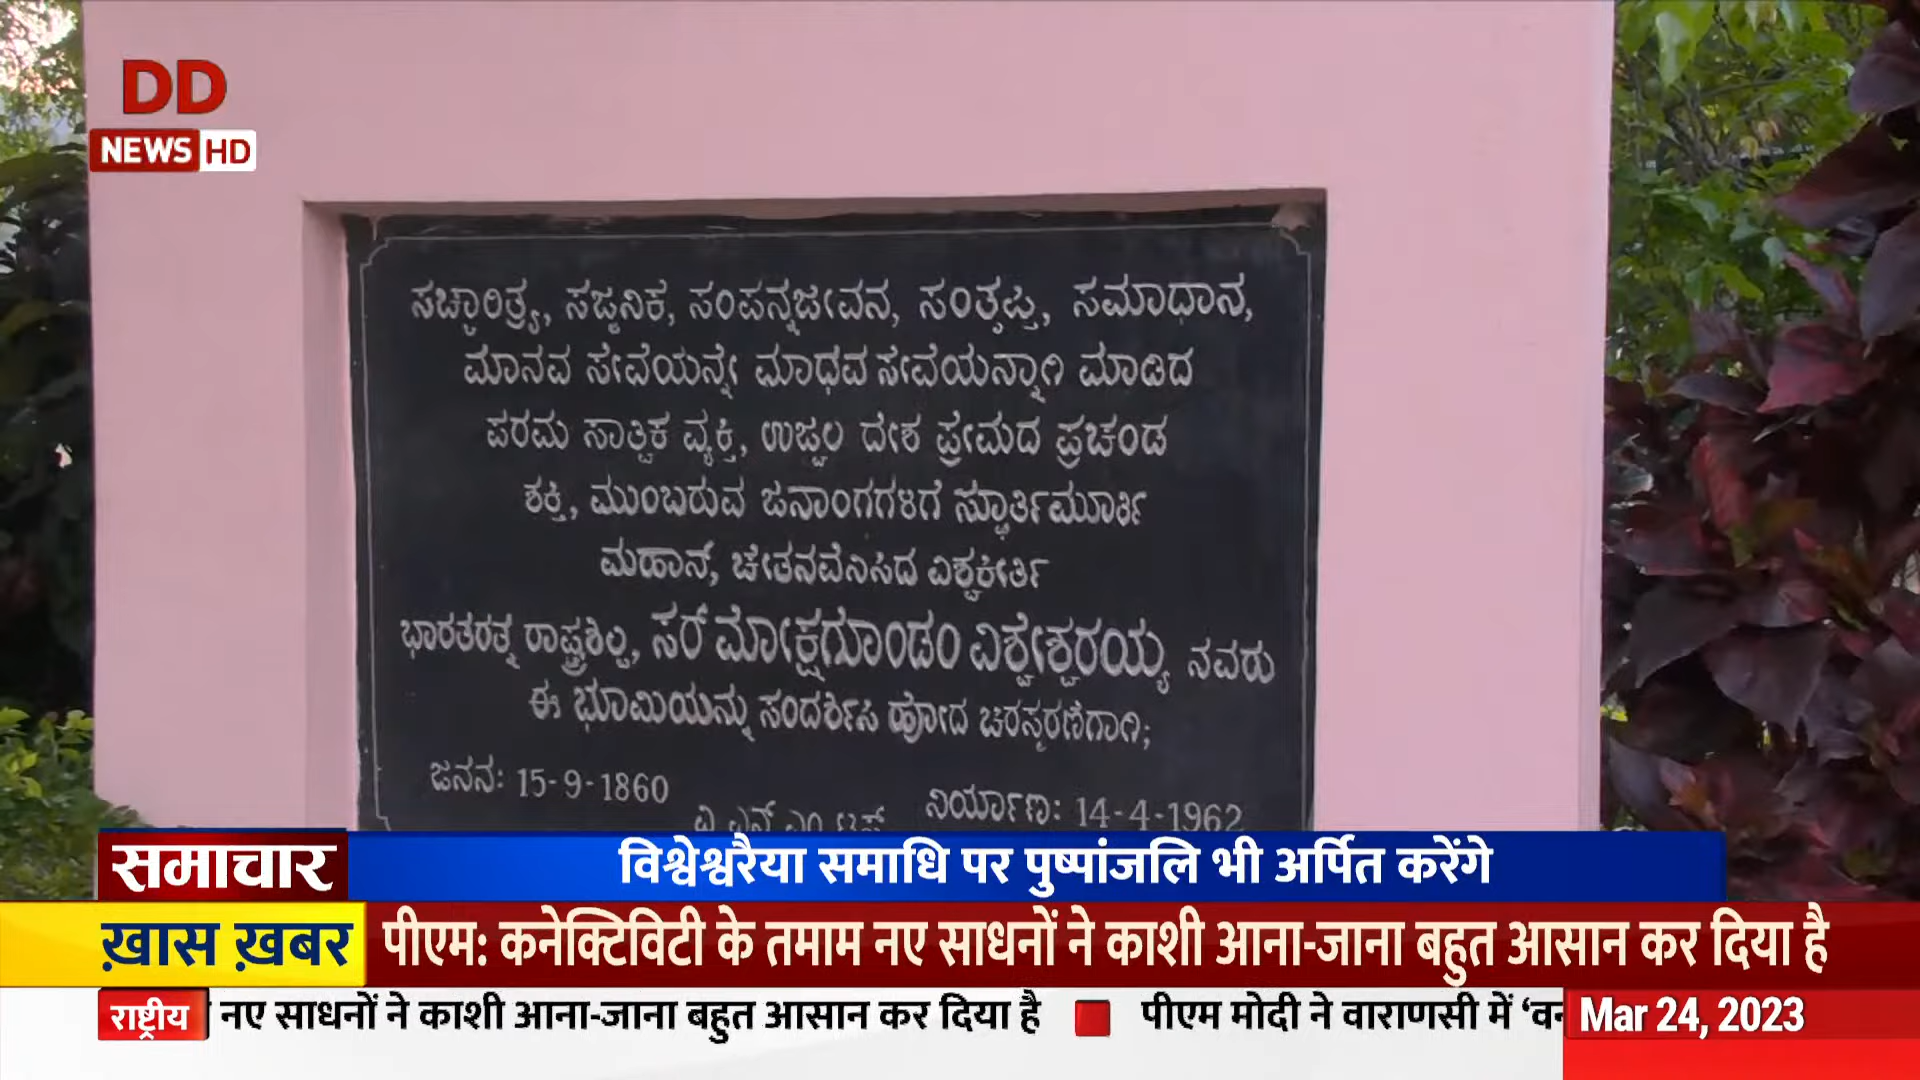 DD
NEWS HD
ಸಚ್ಚಾರಿತ್ರ್ಯ, ಸಜ್ಜನಿಕ, ಸಂಪನ್ನಜೀವನ, ಸಂತೃಪ್ತ, ಸಮಾಧಾನ,
ಮಾನವ ಸೇವೆಯನ್ನೇ ಮಾಧವ ಸೇವೆಯನ್ನಾಗಿ ಮಾಡಿದ
ಪರಮ ಸಾತ್ವಿಕ ವ್ಯಕ್ತಿ, ಉಜ್ವಲ ದೇಶ ಪ್ರೇಮದ ಪ್ರಚಂಡ
ಶಕ್ತಿ, ಮುಂಬರುವ ಜನಾಂಗಗಳಿಗೆ ಸ್ಫೂರ್ತಿಮೂರ್ತಿ
ಮಹಾನ್, ಚೇತನವೆನಿಸಿದ ವಿಶ್ವಕೀರ್ತಿ
ಭಾರತರತ್ನ ರಾಷ್ಟ್ರಶಿಲ್ಪಿ, ಸರ್ ಮೋಕ್ಷಗೊಂಡಂ ವಿಶ್ವೇಶ್ವರಯ್ಯ ನವರು
ಈ ಭೂಮಿಯನ್ನು ಸಂದರ್ಶಿಸಿ ಹೋದ ಚಿರಸ್ಮರಣೆಗಾಗಿ;
ಜನನ: 15-9-1860 ನಿರ್ಯಾಣ: 14-4-1962
समाचार विश्वेश्वरैया समाधि पर पुष्पांजलि भी अर्पित करेंगे
ख़ास ख़बर पीएम: कनेक्टिविटी के तमाम नए साधनों ने काशी आना-जाना बहुत आसान कर दिया है
राष्ट्रीय नए साधनों ने काशी आना-जाना बहुत आसान कर दिया है पीएम मोदी ने वाराणसी में Mar 24, 2023